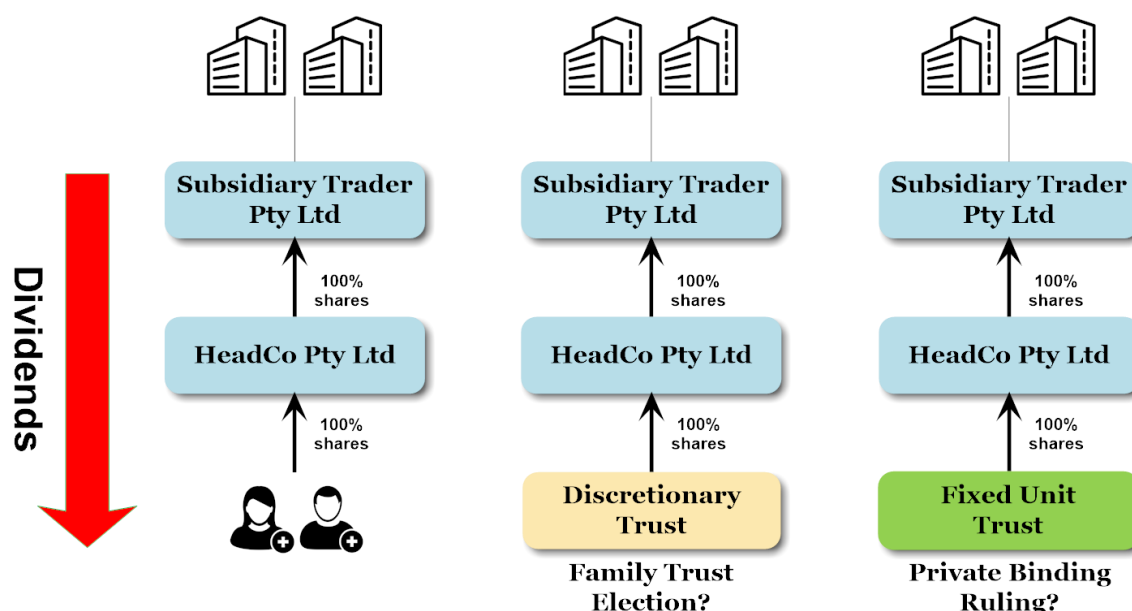 Dividends
Subsidiary Trader
Pty Ltd
100%
shares
HeadCo Pty Ltd
100%
shares
Subsidiary Trader
Pty Ltd
100%
shares
HeadCo Pty Ltd
100%
shares
Discretionary
Trust
Family Trust
Election?
Subsidiary Trader
Pty Ltd
100%
shares
HeadCo Pty Ltd
100%
shares
Fixed Unit
Trust
Private Binding
Ruling?